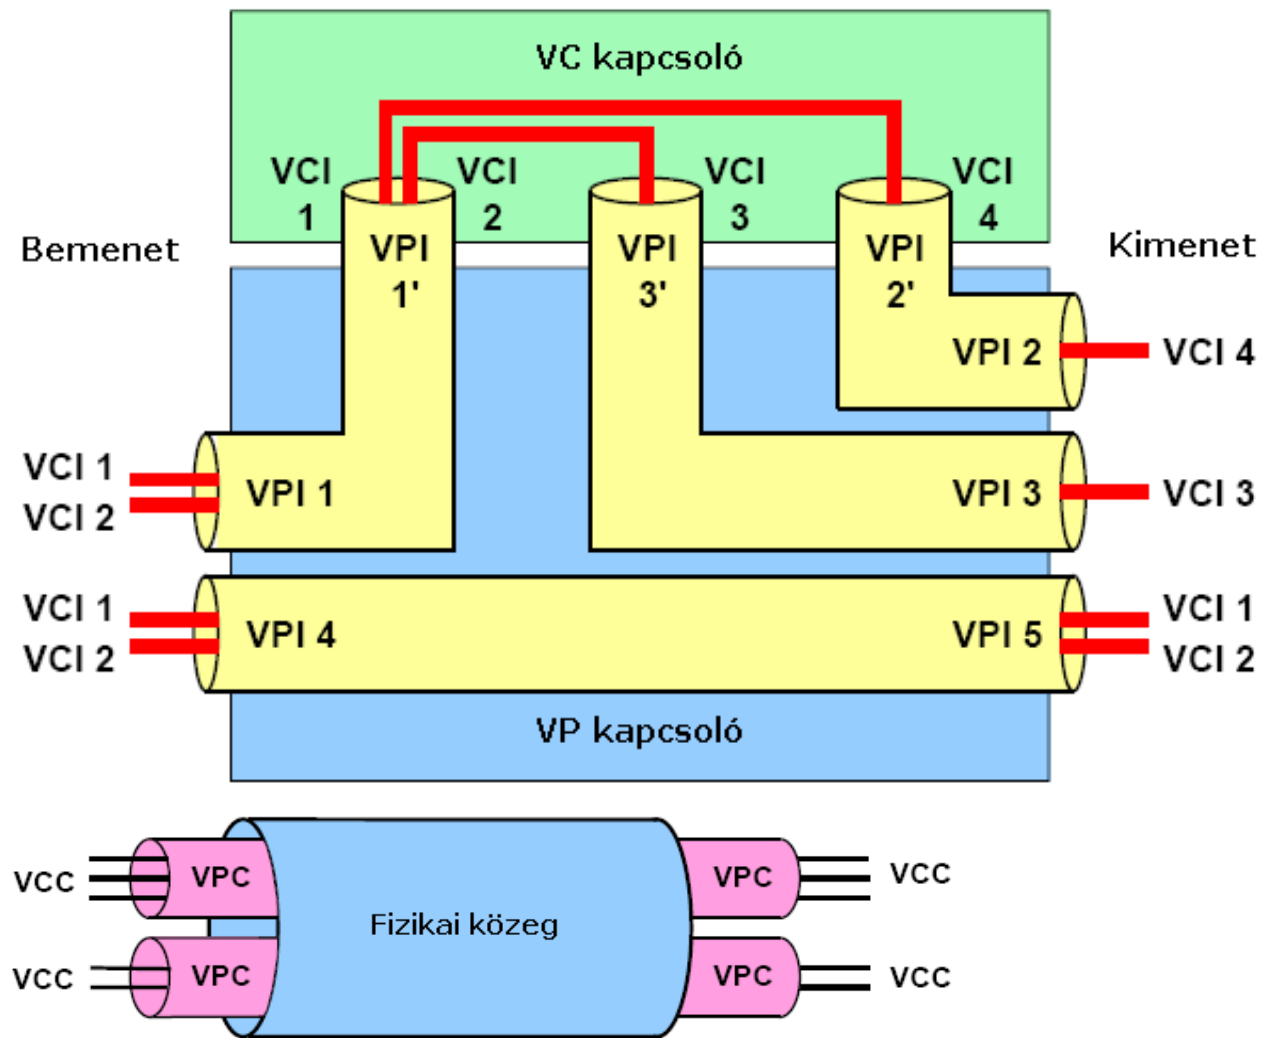 VC kapcsoló
VCI
1
VCI
2
VCI
3
VCI
4
Bemenet
Kimenet
VPI
1'
VPI
3'
VPI
2'
VPI 2
VCI 4
VCI 1
VCI 2
VPI 1
VPI 3
VCI 3
VCI 1
VCI 2
VPI 4
VPI 5
VCI 1
VCI 2
VP kapcsoló
VCC
VPC
VPC
VCC
Fizikai közeg
VCC
VPC
VPC
VCC